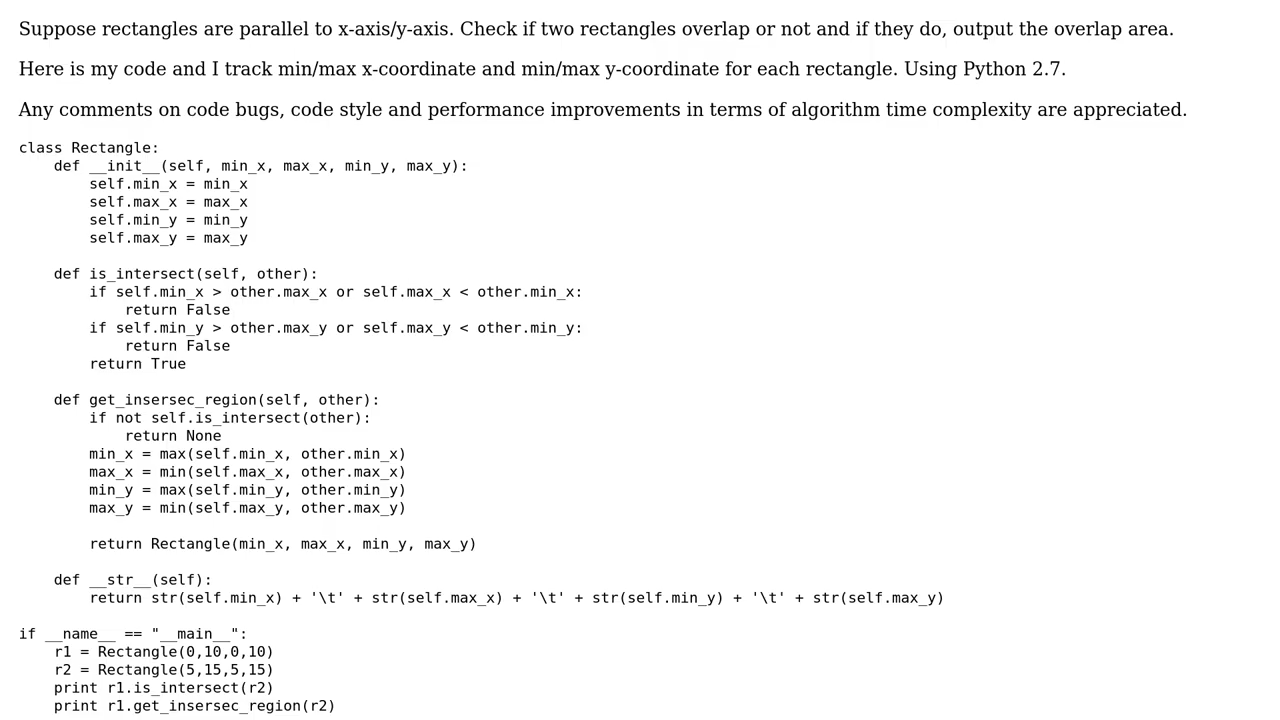 Suppose rectangles are parallel to x-axis/y-axis. Check if two rectangles overlap or not and if they do, output the overlap area.
Here is my code and I track min/max x-coordinate and min/max y-coordinate for each rectangle. Using Python 2.7.
Any comments on code bugs, code style and performance improvements in terms of algorithm time complexity are appreciated.
class Rectangle:
    def __init__(self, min_x, max_x, min_y, max_y):
        self.min_x = min_x
        self.max_x = max_x
        self.min_y = min_y
        self.max_y = max_y

    def is_intersect(self, other):
        if self.min_x > other.max_x or self.max_x < other.min_x:
            return False
        if self.min_y > other.max_y or self.max_y < other.min_y:
            return False
        return True

    def get_insersec_region(self, other):
        if not self.is_intersect(other):
            return None
        min_x = max(self.min_x, other.min_x)
        max_x = min(self.max_x, other.max_x)
        min_y = max(self.min_y, other.min_y)
        max_y = min(self.max_y, other.max_y)

        return Rectangle(min_x, max_x, min_y, max_y)

    def __str__(self):
        return str(self.min_x) + '\t' + str(self.max_x) + '\t' + str(self.min_y) + '\t' + str(self.max_y)

if __name__ == "__main__":
    r1 = Rectangle(0,10,0,10)
    r2 = Rectangle(5,15,5,15)
    print r1.is_intersect(r2)
    print r1.get_insersec_region(r2)